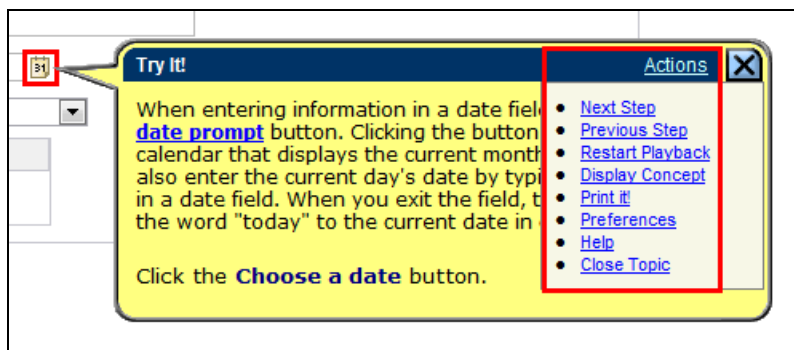 31
Try It!
Actions
When entering information in a date fiel
date prompt button. Clicking the button
calendar that displays the current month
also enter the current day's date by typi
in a date field. When you exit the field, t
the word "today" to the current date in
Click the Choose a date button.
Next Step
Previous Step
Restart Playback
Display Concept
Print it!
Preferences
Help
Close Topic